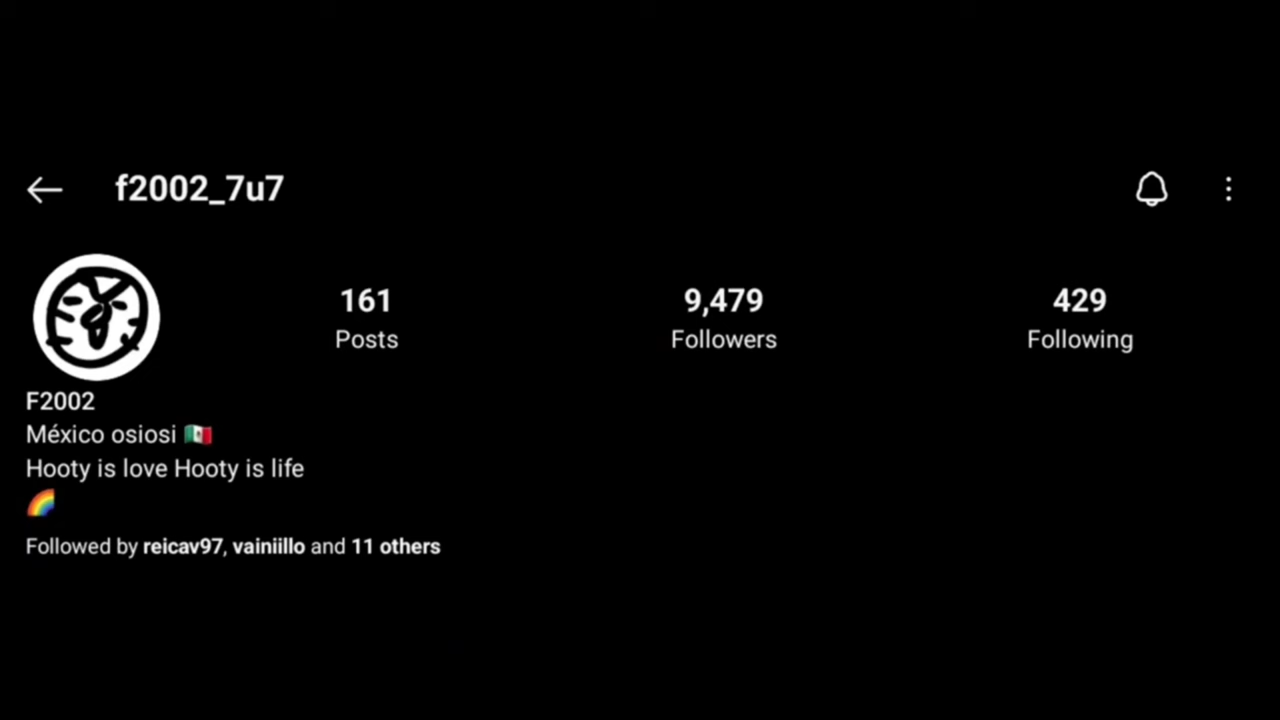 f2002_7u7
161 9,479 429
Posts Followers Following
F2002
México osiosi 🇲🇽
Hooty is love Hooty is life
🌈
Followed by reicav97, vainiillo and 11 others